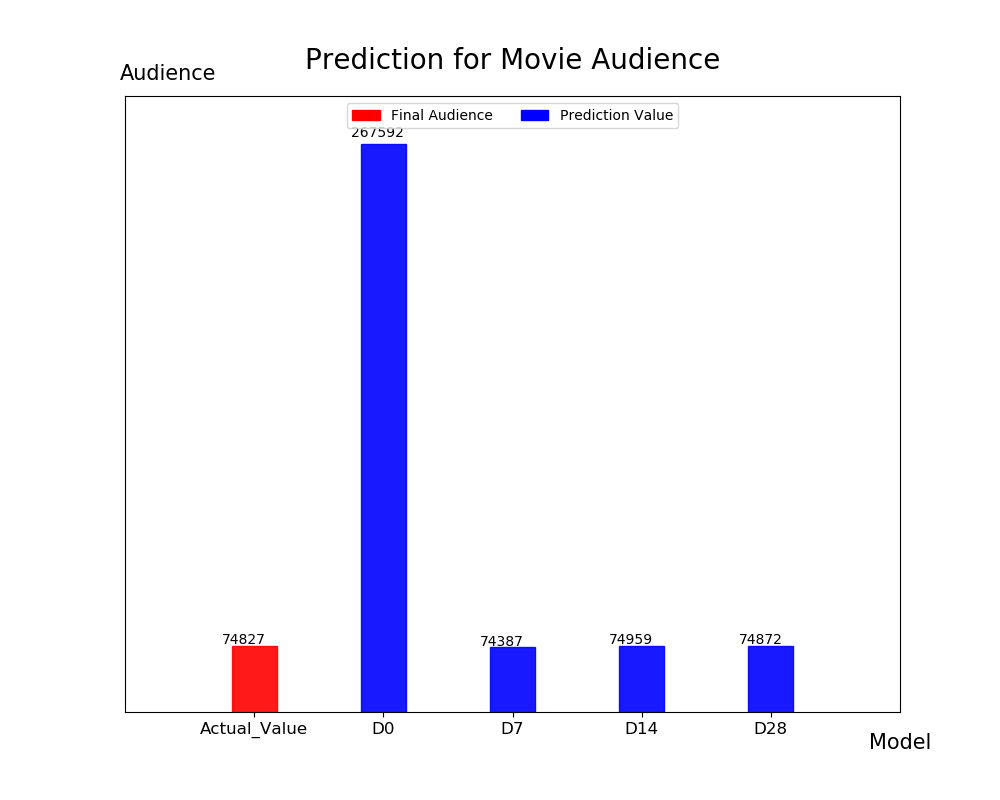 Prediction for Movie Audience
Audience
Final Audience Prediction Value
267592
74827 74387 74959 74872
Actual_Value D0 D7 D14 D28
Model